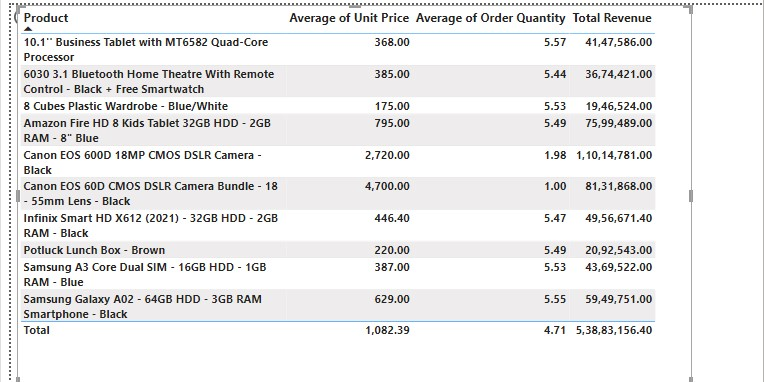 Product Average of Unit Price Average of Order Quantity Total Revenue
10.1'' Business Tablet with MT6582 Quad-Core 368.00 5.57 41,47,586.00
Processor
6030 3.1 Bluetooth Home Theatre With Remote 385.00 5.44 36,74,421.00
Control - Black + Free Smartwatch
8 Cubes Plastic Wardrobe - Blue/White 175.00 5.53 19,46,524.00
Amazon Fire HD 8 Kids Tablet 32GB HDD - 2GB 795.00 5.49 75,99,489.00
RAM - 8" Blue
Canon EOS 600D 18MP CMOS DSLR Camera - 2,720.00 1.98 1,10,14,781.00
Black
Canon EOS 60D CMOS DSLR Camera Bundle - 18 4,700.00 1.00 81,31,868.00
- 55mm Lens - Black
Infinix Smart HD X612 (2021) - 32GB HDD - 2GB 446.40 5.47 49,56,671.40
RAM - Black
Potluck Lunch Box - Brown 220.00 5.49 20,92,543.00
Samsung A3 Core Dual SIM - 16GB HDD - 1GB 387.00 5.53 43,69,522.00
RAM - Blue
Samsung Galaxy A02 - 64GB HDD - 3GB RAM 629.00 5.55 59,49,751.00
Smartphone - Black
Total 1,082.39 4.71 5,38,83,156.40